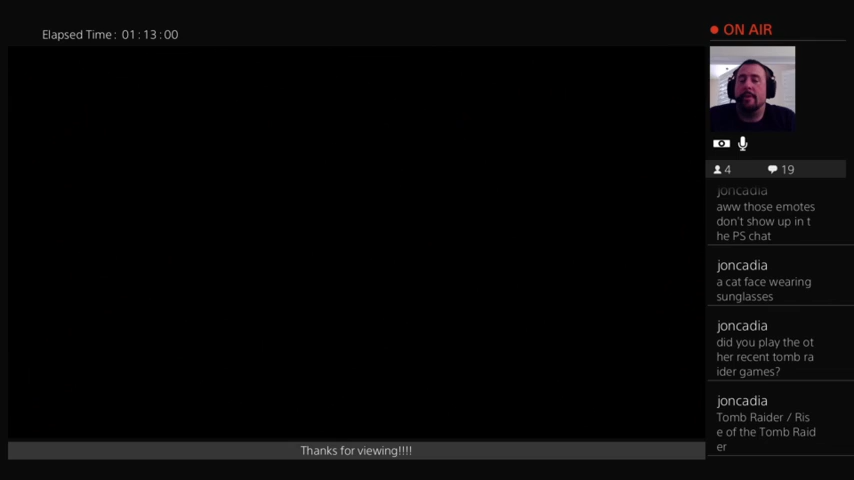 Elapsed Time: 01:13:00
ON AIR
4 19
joncadia
aww those emotes
don't show up in t
he PS chat
joncadia
a cat face wearing
sunglasses
joncadia
did you play the ot
her recent tomb ra
ider games?
joncadia
Tomb Raider / Ris
e of the Tomb Raid
er
Thanks for viewing!!!!